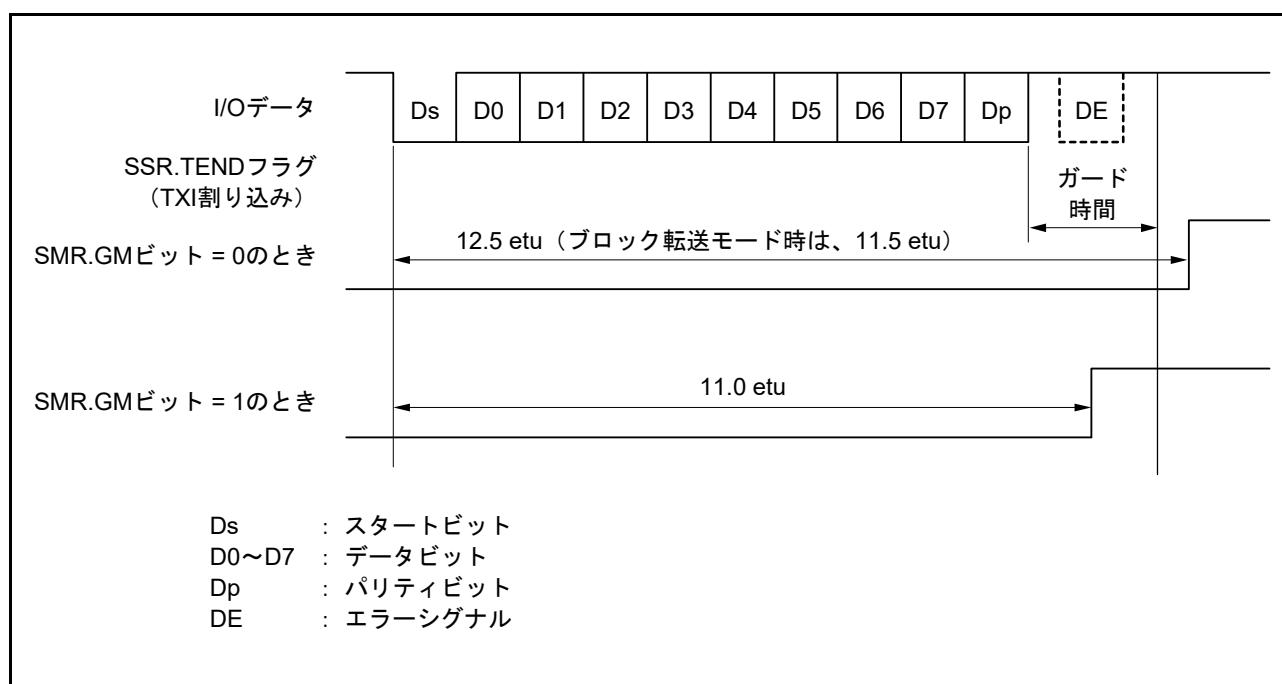 I/Oデータ
Ds D0 D1 D2 D3 D4 D5 D6 D7 Dp DE
SSR.TENDフラグ
（TXI割り込み）
ガード
時間
SMR.GMビット = 0のとき
12.5 etu（ブロック転送モード時は、11.5 etu）
SMR.GMビット = 1のとき
11.0 etu
Ds : スタートビット
D0～D7 : データビット
Dp : パリティビット
DE : エラーシグナル